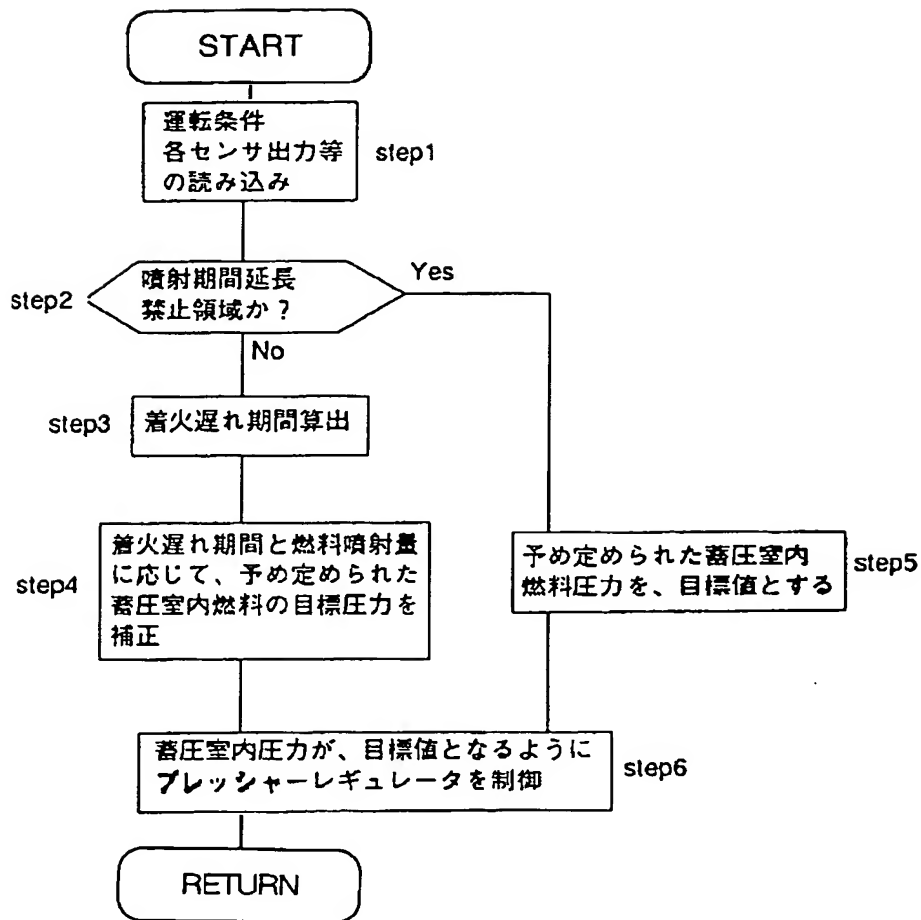 START
運転条件
各センサ出力等
の読み込み
step1
噴射期間延長
禁止領域か？
step2
Yes
No
step3
着火遅れ期間算出
着火遅れ期間と燃料噴射量
に応じて、予め定められた
蓄圧室内燃料の目標圧力を
補正
step4
予め定められた蓄圧室内
燃料圧力を、目標値とする
step5
蓄圧室内圧力が、目標値となるように
プレッシャーレギュレータを制御
step6
RETURN